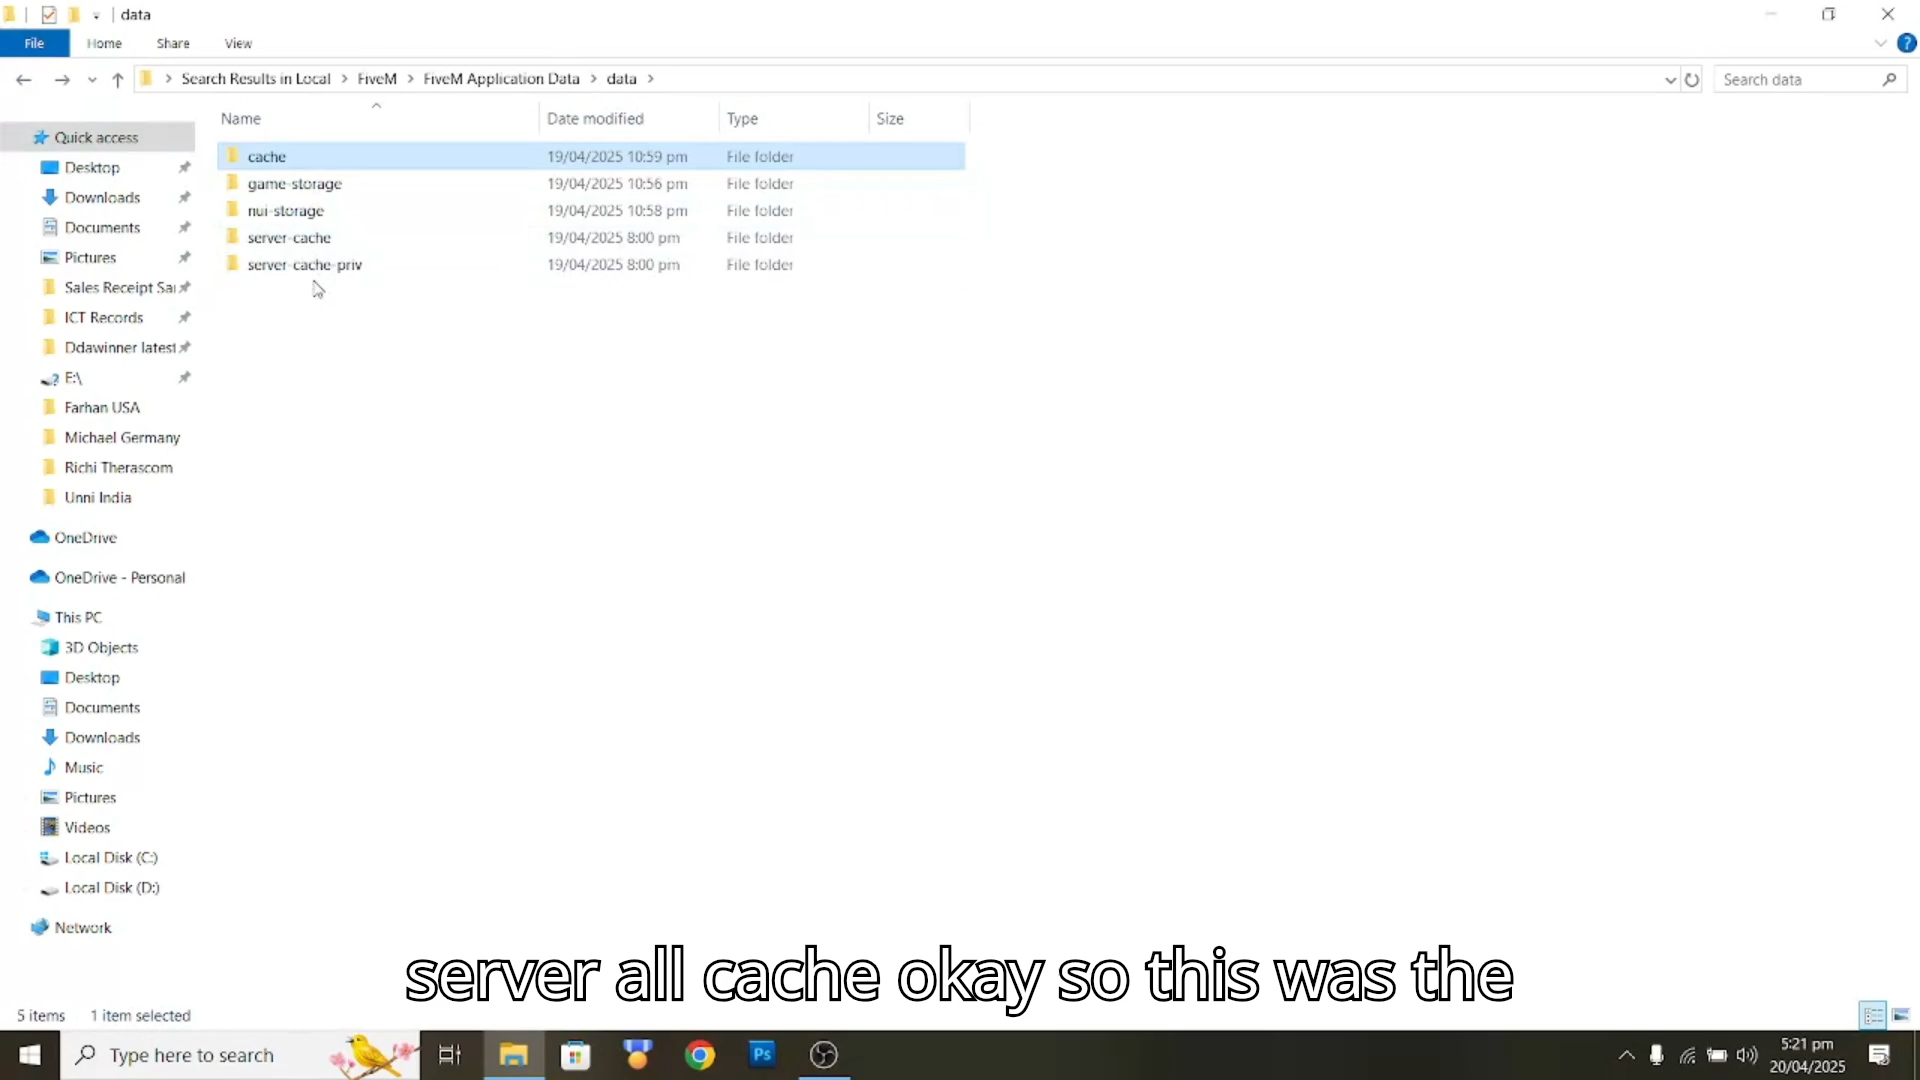 data
File
Home
Share
View
Search Results in Local > FiveM > FiveM Application Data > data >
Search data
Name
Date modified
Type
Size
cache 19/04/2025 10:59 pm File folder
game-storage 19/04/2025 10:56 pm File folder
nui-storage 19/04/2025 10:58 pm File folder
server-cache 19/04/2025 8:00 pm File folder
server-cache-priv 19/04/2025 8:00 pm File folder
Quick access
Desktop
Downloads
Documents
Pictures
Sales Receipt Sa
ICT Records
Ddawinner latest
E:\
Farhan USA
Michael Germany
Richi Therascom
Unni India
OneDrive
OneDrive - Personal
This PC
3D Objects
Desktop
Documents
Downloads
Music
Pictures
Videos
Local Disk (C:)
Local Disk (D:)
Network
server all cache okay so this was the
5 items
1 item selected
Type here to search
Ps
5:21 pm
20/04/2025